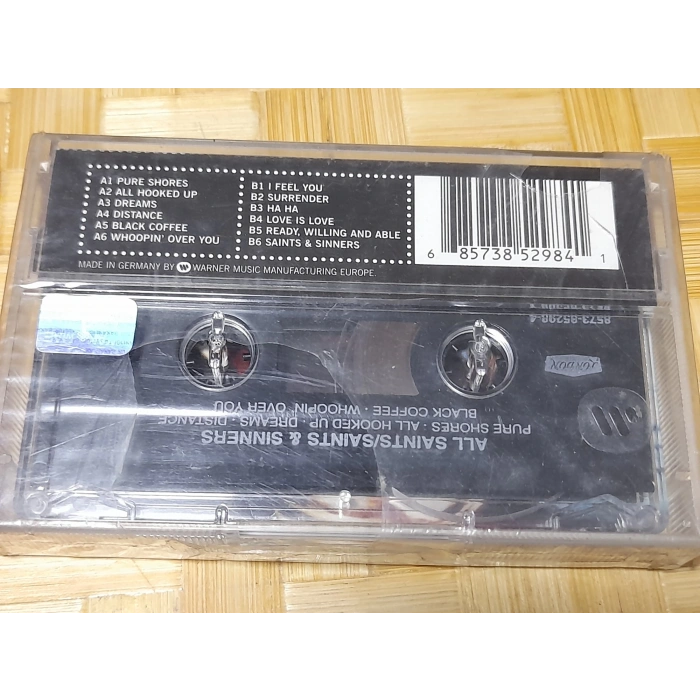 A1 PURE SHORES
A2 ALL HOOKED UP
A3 DREAMS
A4 DISTANCE
A5 BLACK COFFEE
A6 WHOOPIN' OVER YOU
B1 I FEEL YOU
B2 SURRENDER
B3 HA HA
B4 LOVE IS LOVE
B5 READY, WILLING AND ABLE
B6 SAINTS & SINNERS
6 85738 52984 1
MADE IN GERMANY BY WARNER MUSIC MANUFACTURING EUROPE.
8573-85298-4
LONDON
ALL SAINTS/SAINTS & SINNERS
PURE SHORES · ALL HOOKED UP · DREAMS · DISTANCE
BLACK COFFEE · WHOOPIN' OVER YOU